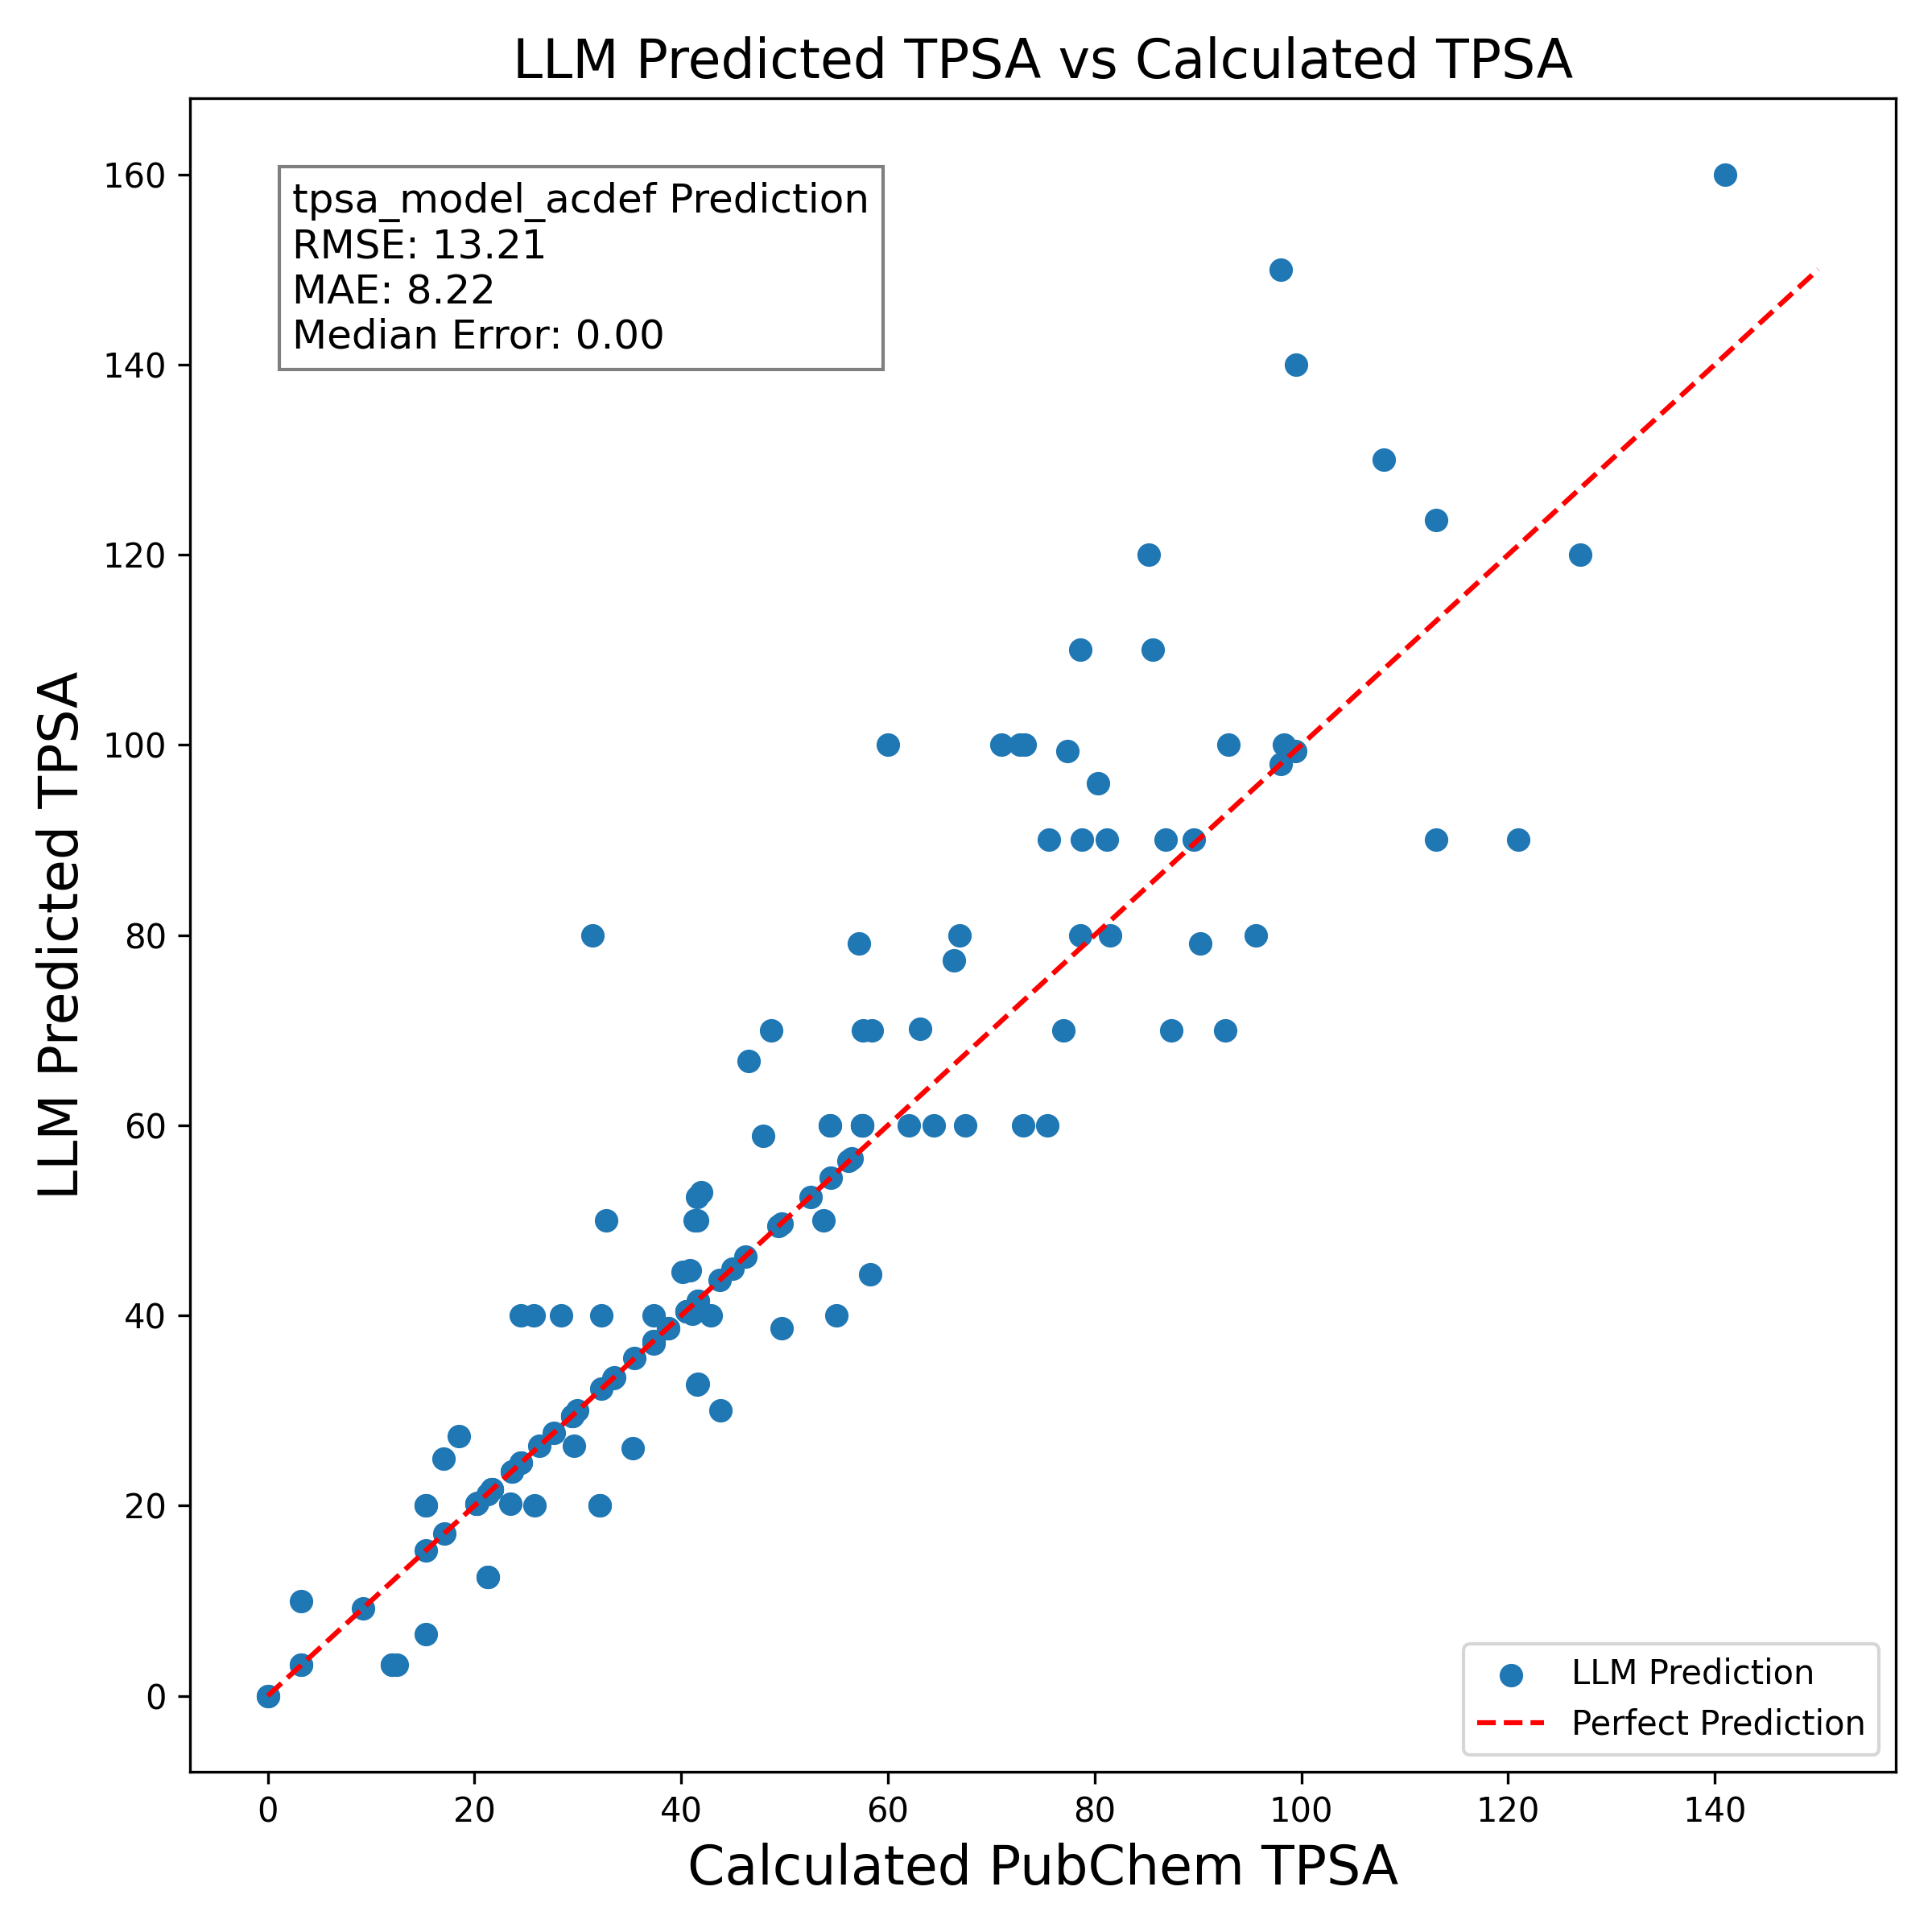 LLM Predicted TPSA vs Calculated TPSA
tpsa_model_acdef Prediction
RMSE: 13.21
MAE: 8.22
Median Error: 0.00
LLM Predicted TPSA
160
140
120
100
80
60
40
20
0
LLM Prediction
Perfect Prediction
0 20 40 60 80 100 120 140
Calculated PubChem TPSA